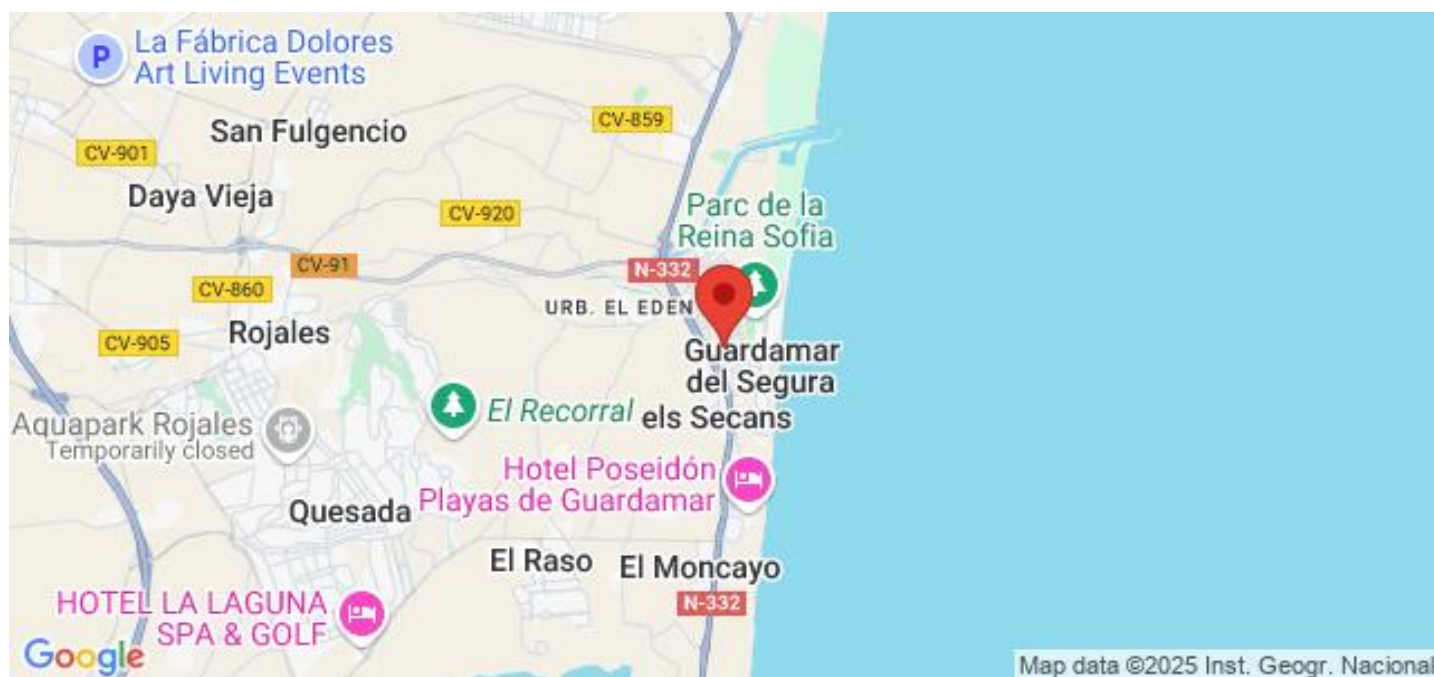 La Fábrica Dolores
Art Living Events
San Fulgencio
CV-859
CV-901
Daya Vieja
CV-920
Parc de la
Reina Sofia
CV-91
N-332
CV-860
URB. EL EDEN
Rojales
CV-905
Guardamar
del Segura
El Recorral
els Secans
Aquapark Rojales
Temporarily closed
Hotel Poseidón
Playas de Guardamar
Quesada
El Raso
El Moncayo
HOTEL LA LAGUNA
SPA & GOLF
N-332
Google
Map data ©2025 Inst. Geogr. Nacional